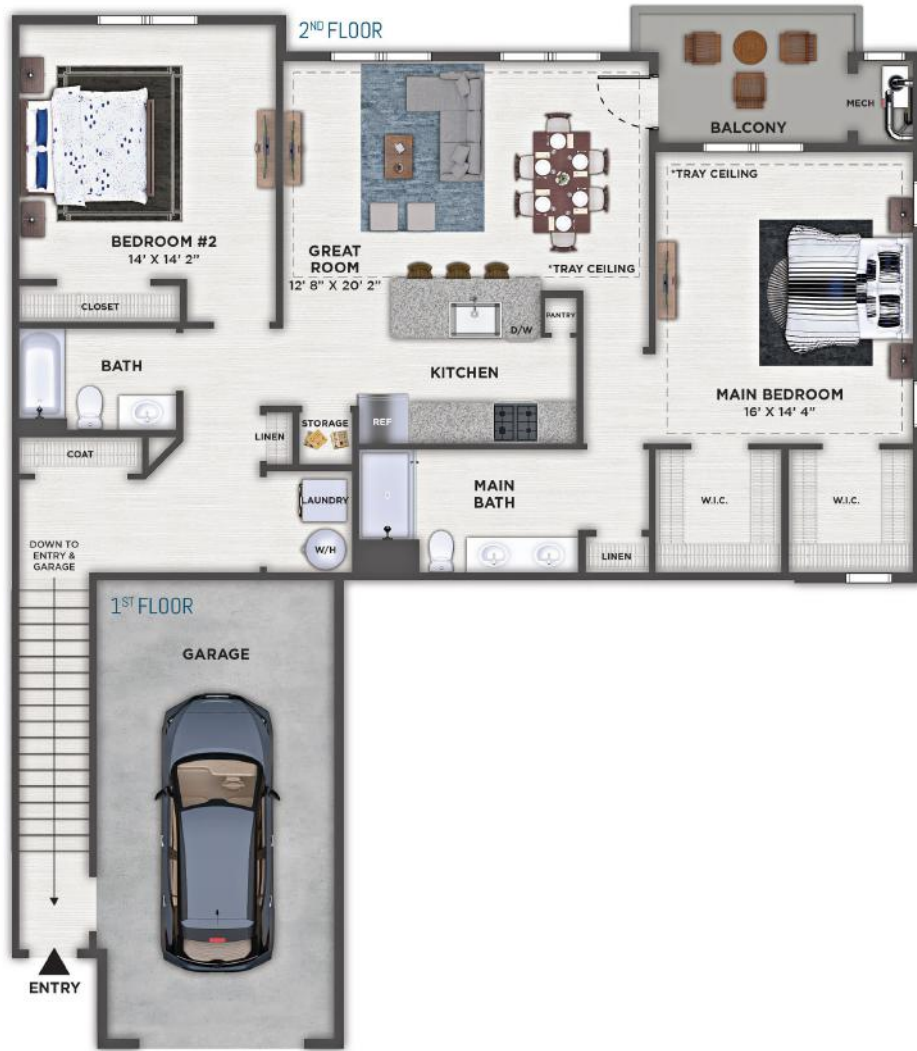 2ND FLOOR
MECH
BALCONY
*TRAY CEILING
BEDROOM #2
14' X 14' 2"
GREAT
ROOM
12' 8" X 20' 2"
*TRAY CEILING
CLOSET
PANTRY
D/W
BATH
KITCHEN
MAIN BEDROOM
16' X 14' 4"
LINEN
STORAGE
REF
COAT
MAIN
BATH
LAUNDRY
W.I.C.
W.I.C.
DOWN TO
ENTRY &
GARAGE
W/H
LINEN
1ST FLOOR
GARAGE
ENTRY